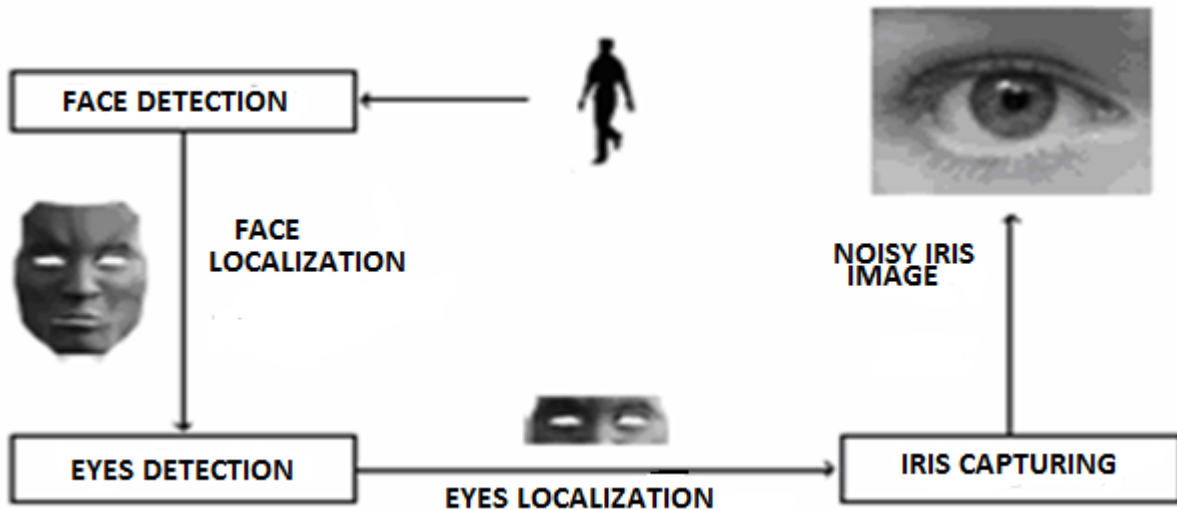 FACE DETECTION
FACE
LOCALIZATION
NOISY IRIS
IMAGE
EYES DETECTION
EYES LOCALIZATION
IRIS CAPTURING